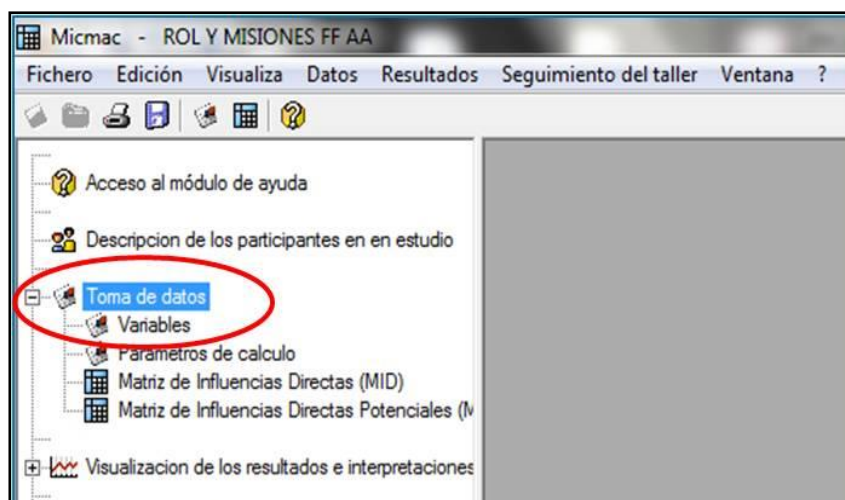 Micmac - ROL Y MISIONES FF AA
Fichero Edición Visualiza Datos Resultados Seguimiento del taller Ventana ?
Acceso al módulo de ayuda
Descripcion de los participantes en en estudio
Toma de datos
Variables
Parametros de calculo
Matriz de Influencias Directas (MID)
Matriz de Influencias Directas Potenciales (M
Visualizacion de los resultados e interpretaciones